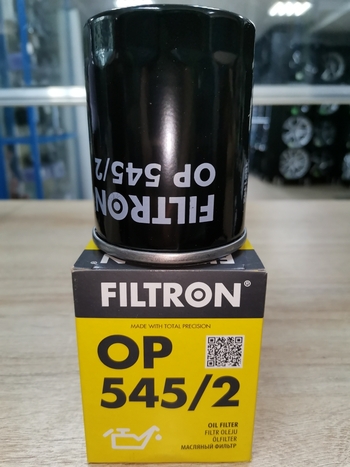 FILTRON
OP 545/2
FILTRON®
MADE WITH TOTAL PRECISION
OP
545/2
OIL FILTER
FILTR OLEJU
ÖLFILTER
МАСЛЯНЫЙ ФИЛЬТР